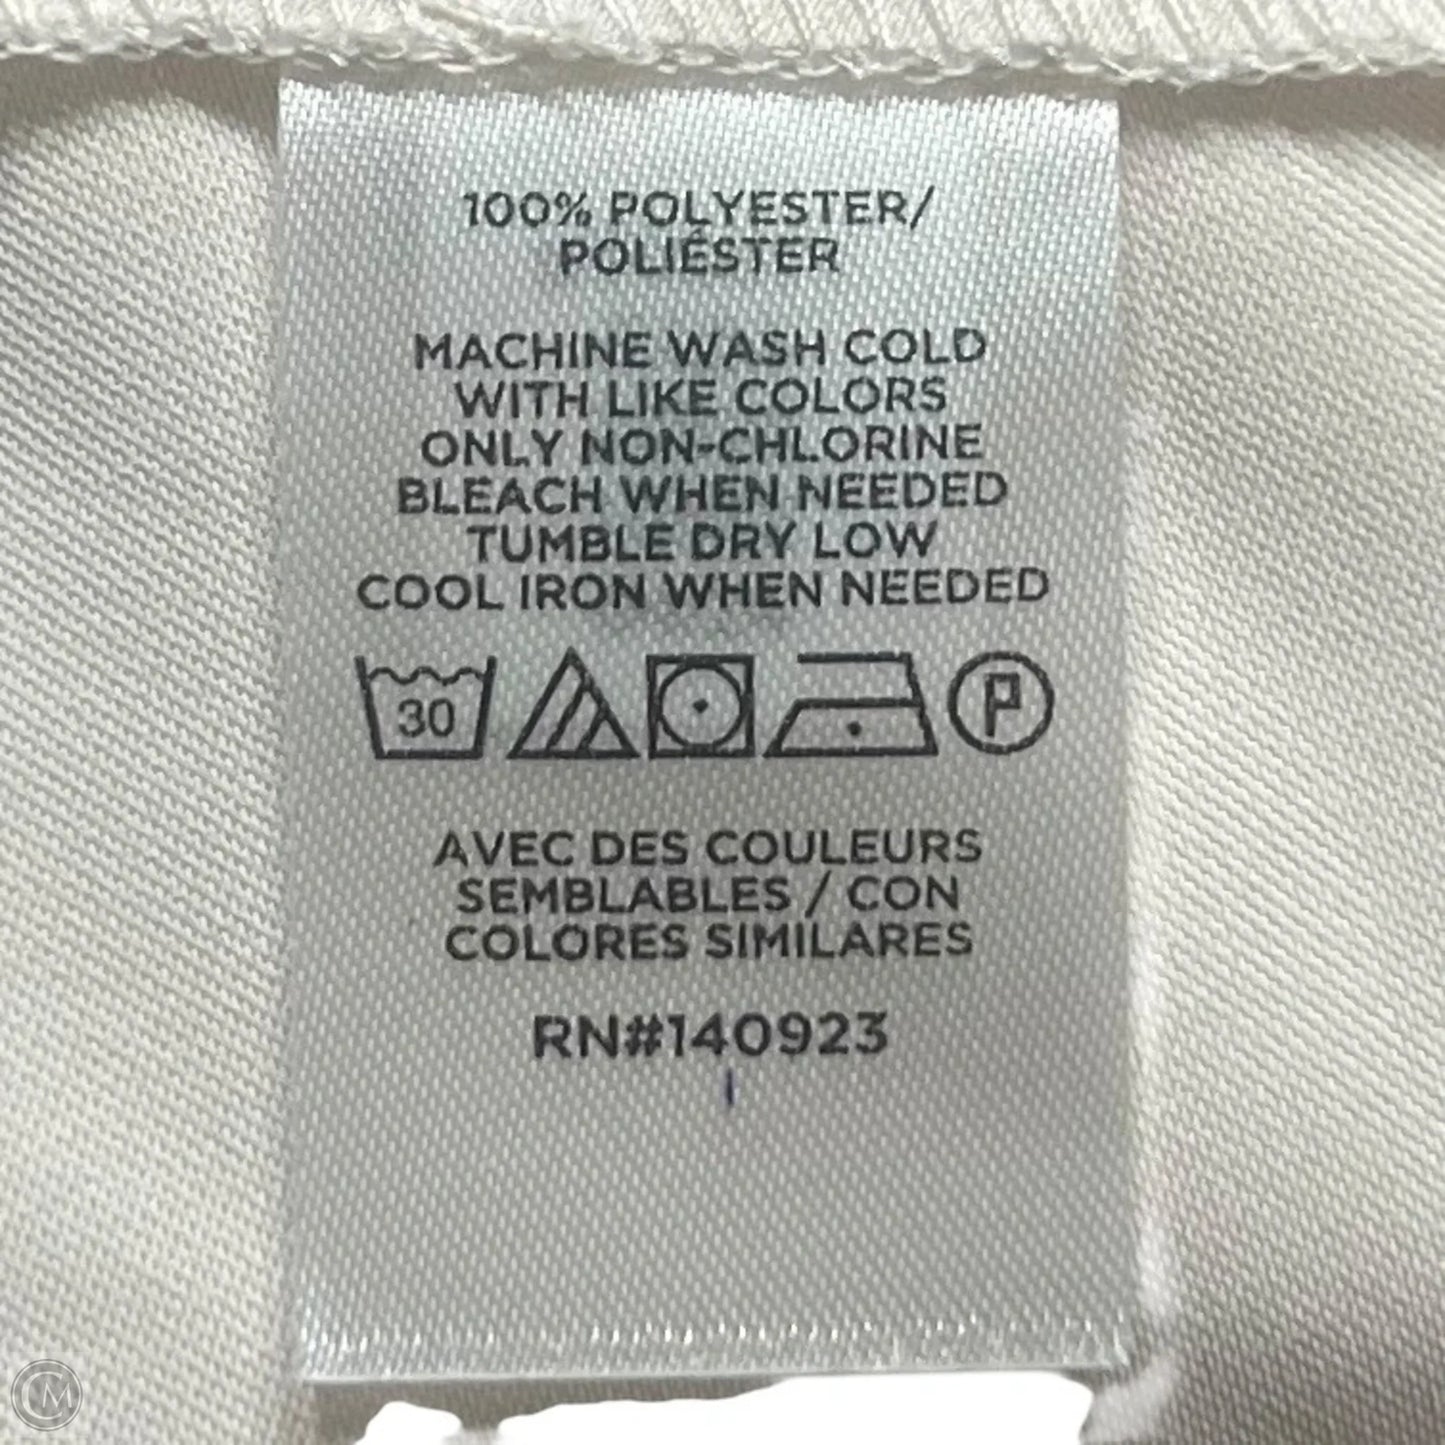 100% POLYESTER/
POLIÉSTER
MACHINE WASH COLD
WITH LIKE COLORS
ONLY NON-CHLORINE
BLEACH WHEN NEEDED
TUMBLE DRY LOW
COOL IRON WHEN NEEDED
30 P
AVEC DES COULEURS
SEMBLABLES / CON
COLORES SIMILARES
RN#140923
CM